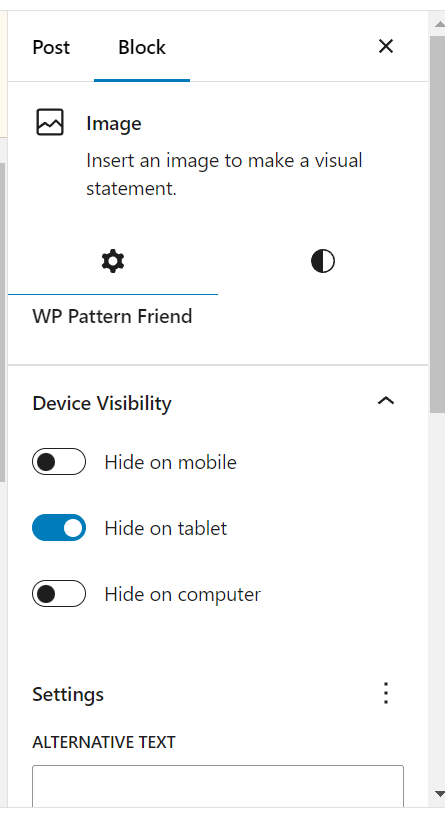 Post Block
Image
Insert an image to make a visual
statement.
WP Pattern Friend
Device Visibility
Hide on mobile
Hide on tablet
Hide on computer
Settings
ALTERNATIVE TEXT